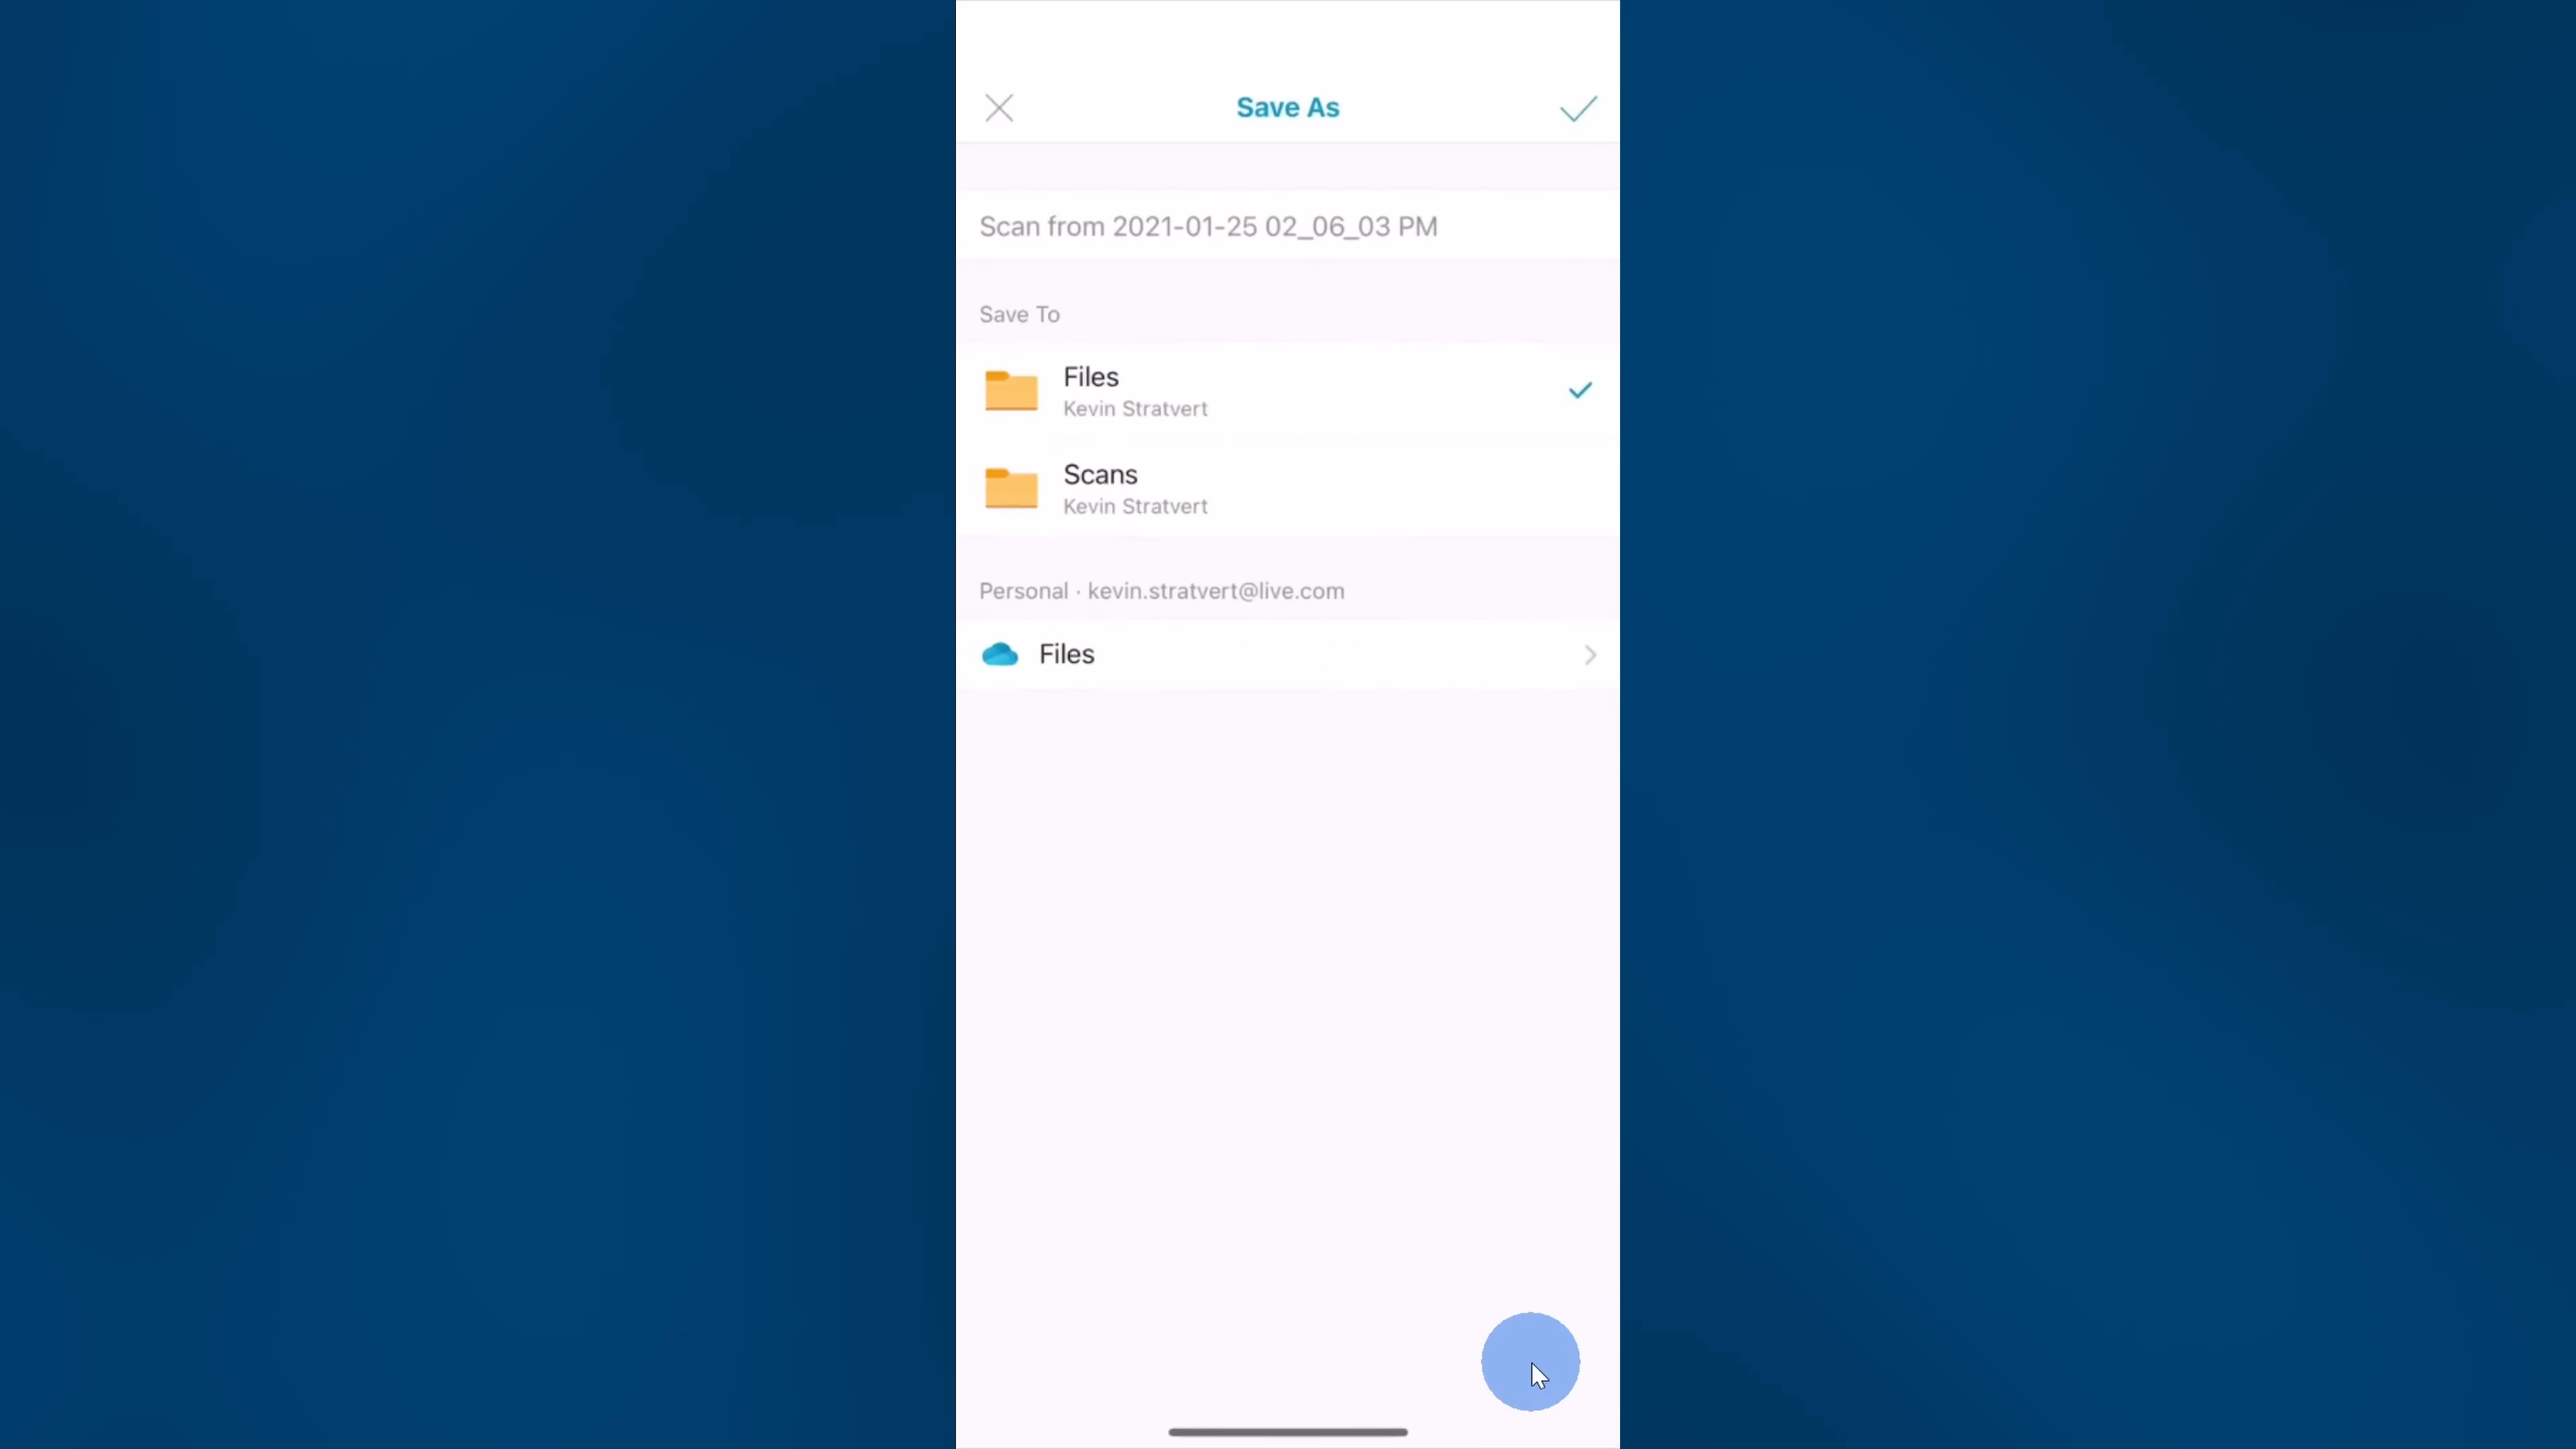 Save As
Scan from 2021-01-25 02_06_03 PM
Save To
Files
Kevin Stratvert
Scans
Kevin Stratvert
Personal · kevin.stratvert@live.com
Files